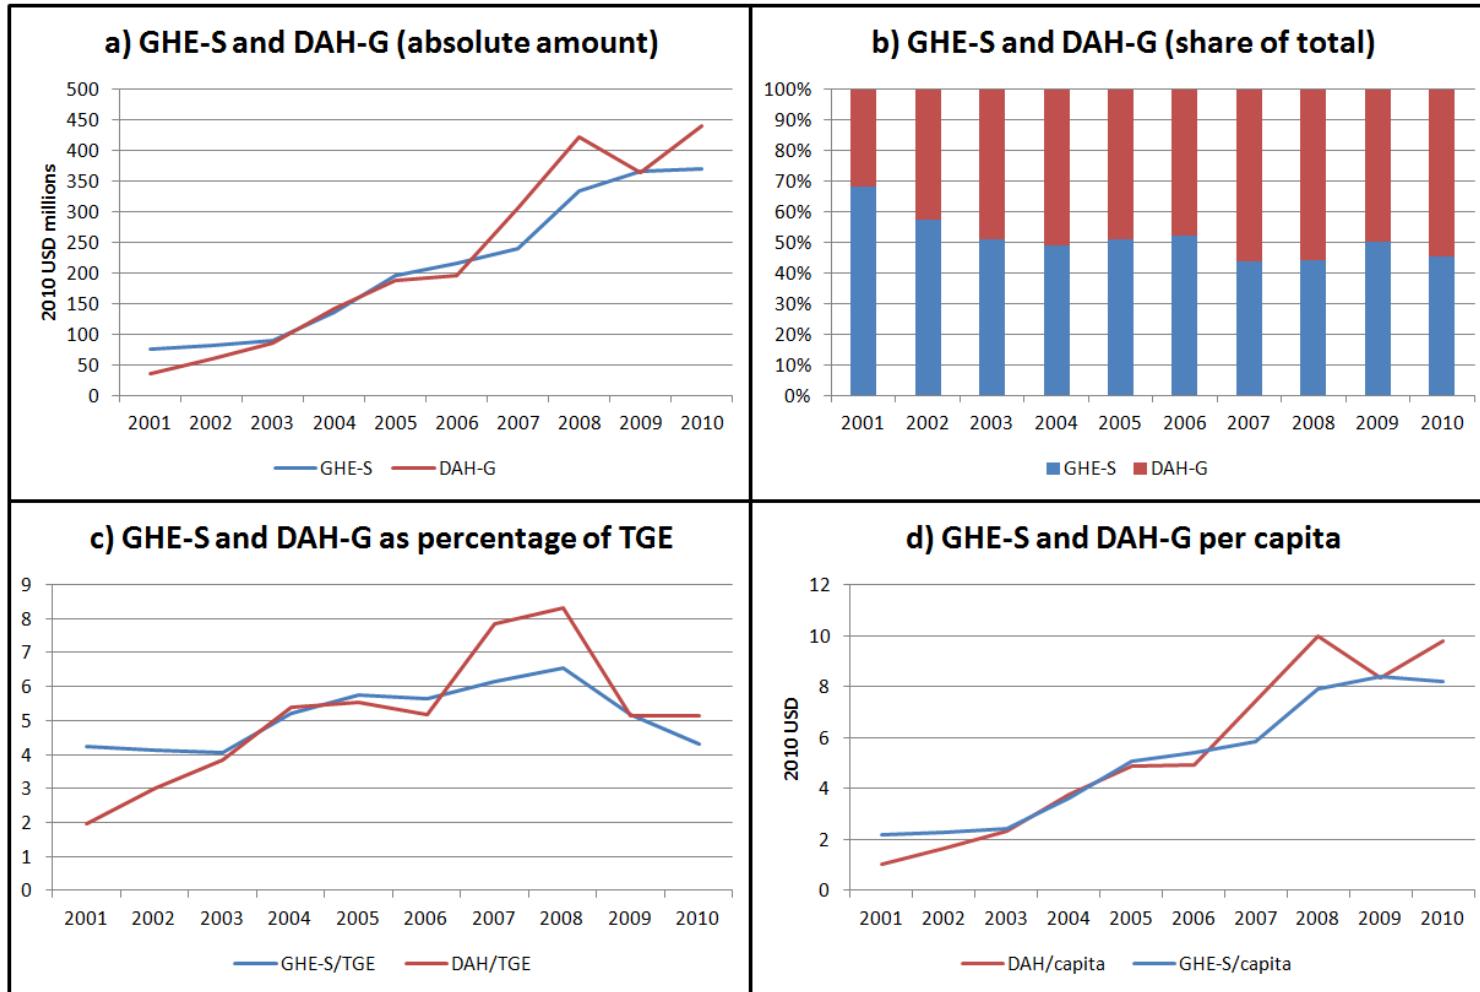 a) GHE-S and DAH-G (absolute amount)
2010 USD millions
500
450
400
350
300
250
200
150
100
50
0
2001 2002 2003 2004 2005 2006 2007 2008 2009 2010
GHE-S DAH-G
b) GHE-S and DAH-G (share of total)
100%
90%
80%
70%
60%
50%
40%
30%
20%
10%
0%
2001 2002 2003 2004 2005 2006 2007 2008 2009 2010
GHE-S DAH-G
c) GHE-S and DAH-G as percentage of TGE
9
8
7
6
5
4
3
2
1
0
2001 2002 2003 2004 2005 2006 2007 2008 2009 2010
GHE-S/TGE DAH/TGE
d) GHE-S and DAH-G per capita
2010 USD
12
10
8
6
4
2
0
2001 2002 2003 2004 2005 2006 2007 2008 2009 2010
DAH/capita GHE-S/capita